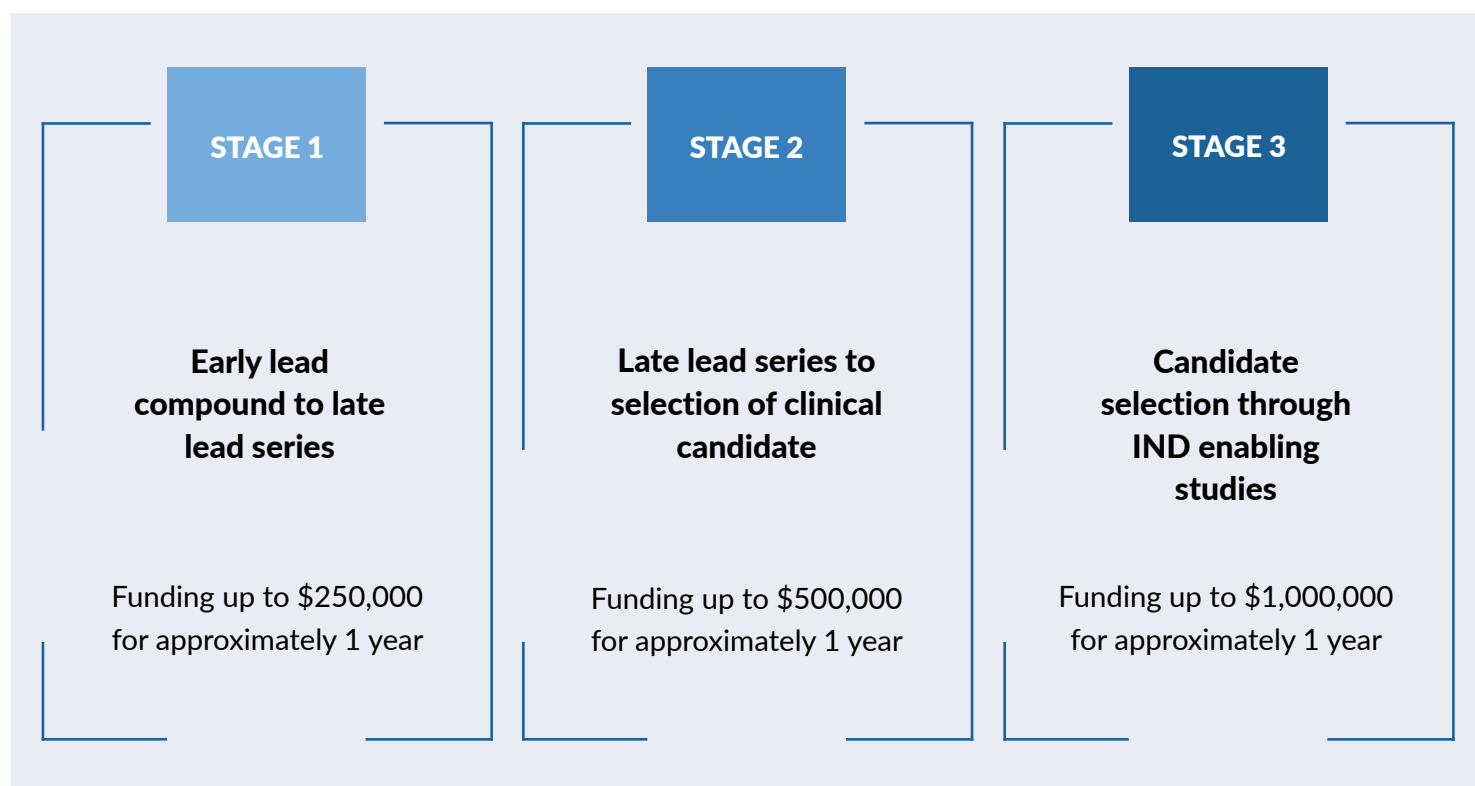 STAGE 1
Early lead
compound to late
lead series
Funding up to $250,000
for approximately 1 year
STAGE 2
Late lead series to
selection of clinical
candidate
Funding up to $500,000
for approximately 1 year
STAGE 3
Candidate
selection through
IND enabling
studies
Funding up to $1,000,000
for approximately 1 year